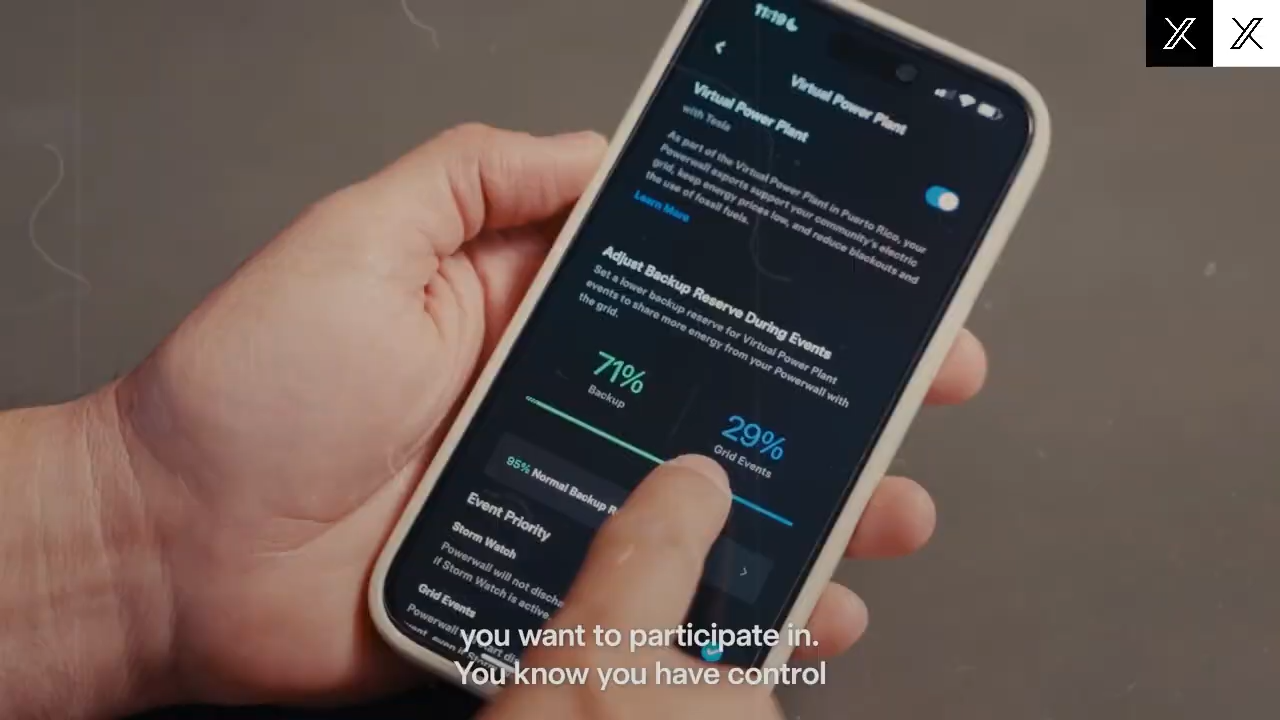 11:19
Virtual Power Plant
Virtual Power Plant
with Tesla
As part of the Virtual Power Plant in Puerto Rico, your
Powerwall exports support your community's electric
grid, keep energy prices low, and reduce blackouts and
the use of fossil fuels.
Learn More
Adjust Backup Reserve During Events
Set a lower backup reserve for Virtual Power Plant
events to share more energy from your Powerwall with
the grid.
71%
Backup
29%
Grid Events
95% Normal Backup
Event Priority
Storm Watch
Powerwall will not
if Storm Watch is active.
Grid Events
Powerwall
you want to participate in.
You know you have control